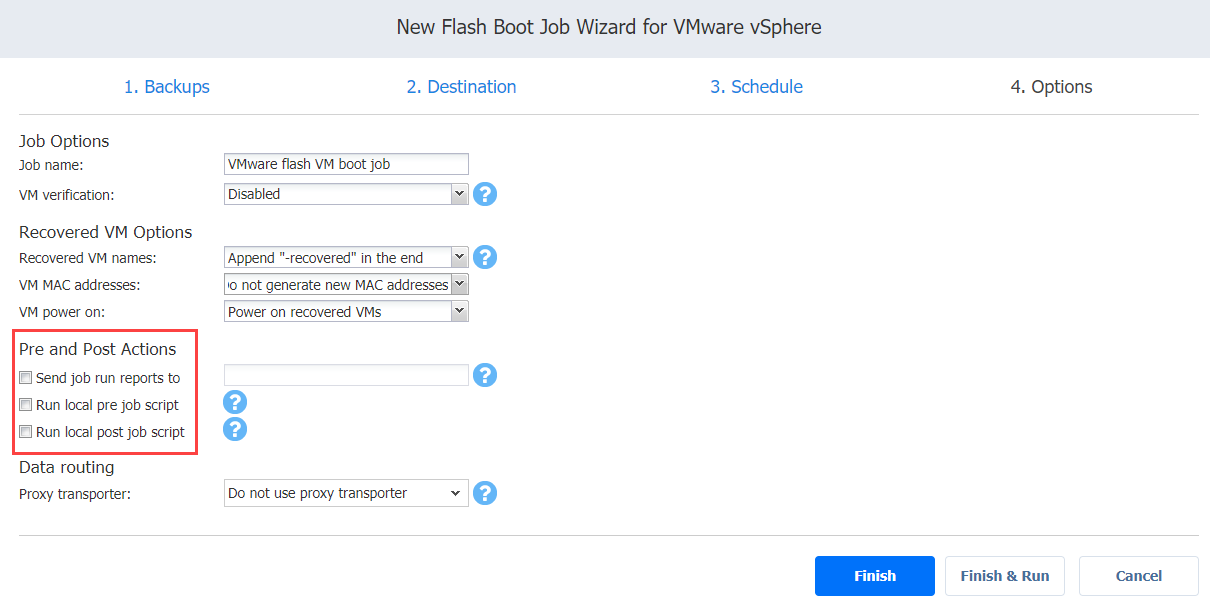 New Flash Boot Job Wizard for VMware vSphere
1. Backups 2. Destination 3. Schedule 4. Options
Job Options
Job name: VMware flash VM boot job
VM verification: Disabled ?
Recovered VM Options
Recovered VM names: Append "-recovered" in the end ?
VM MAC addresses: o not generate new MAC addresses
VM power on: Power on recovered VMs
Pre and Post Actions
Send job run reports to ?
Run local pre job script ?
Run local post job script ?
Data routing
Proxy transporter: Do not use proxy transporter ?
Finish Finish & Run Cancel